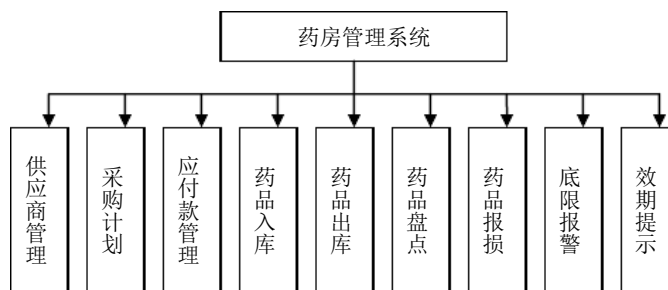 药房管理系统
供应商管理
采购计划
应付款管理
药品入库
药品出库
药品盘点
药品报损
底限报警
效期提示